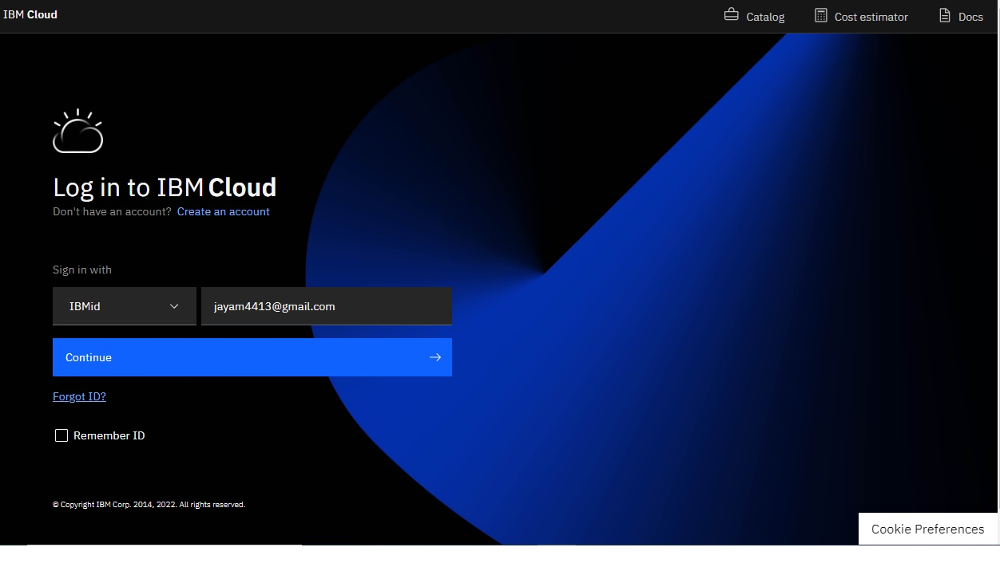 IBM Cloud
Catalog
Cost estimator
Docs
Log in to IBM Cloud
Don't have an account? Create an account
Sign in with
IBMid
jayam4413@gmail.com
Continue
Forgot ID?
Remember ID
© Copyright IBM Corp. 2014, 2022. All rights reserved.
Cookie Preferences